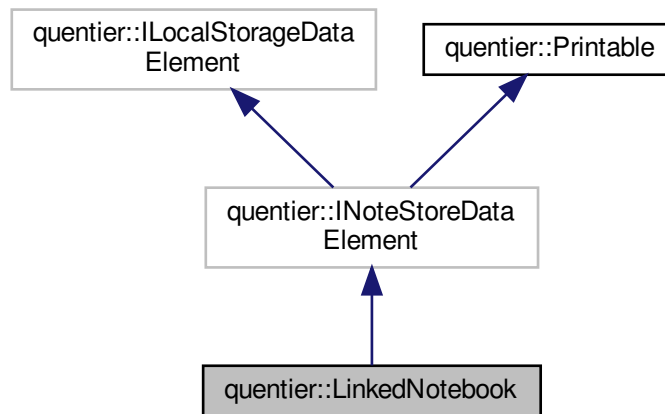 quentier::ILocalStorageData
Element
quentier::Printable
quentier::INoteStoreData
Element
quentier::LinkedNotebook